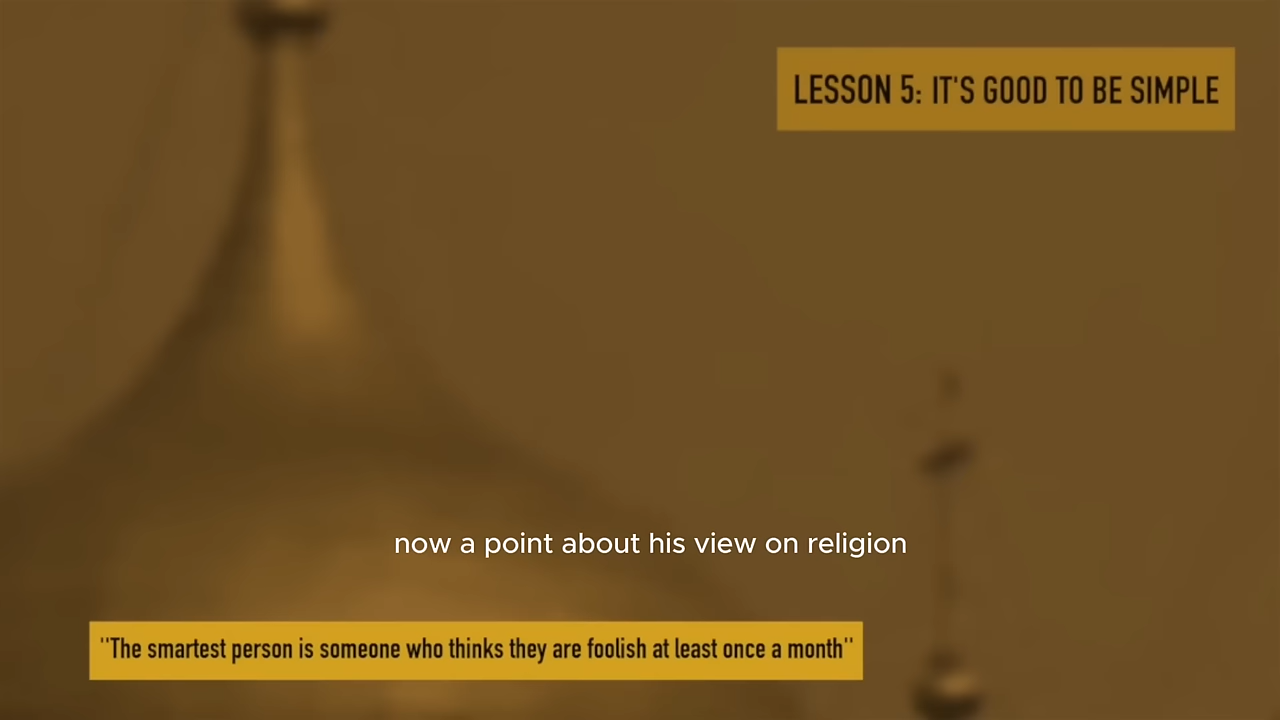 LESSON 5: IT'S GOOD TO BE SIMPLE
now a point about his view on religion
''The smartest person is someone who thinks they are foolish at least once a month''